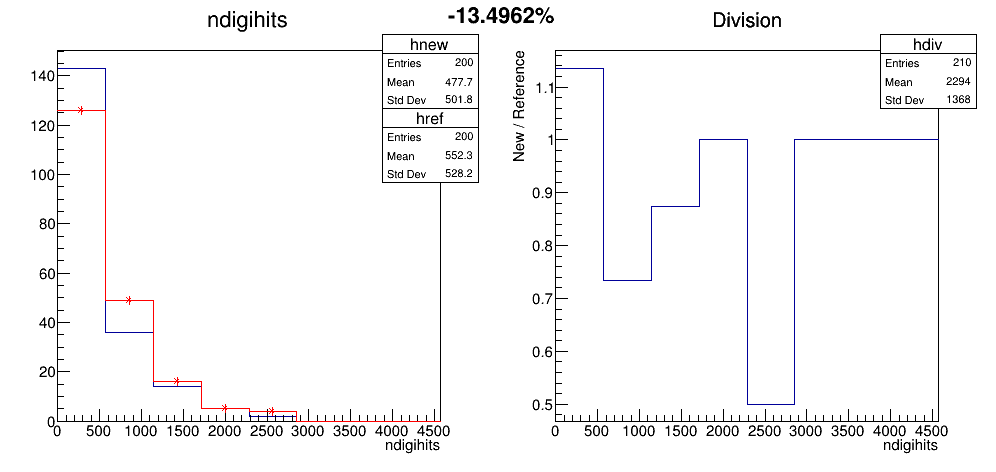 -13.4962%
ndigihits
hnew
Entries 200
Mean 477.7
Std Dev 501.8
href
Entries 200
Mean 552.3
Std Dev 528.2
140
120
100
80
60
40
20
0
0 500 1000 1500 2000 2500 3000 3500 4000 4500
ndigihits
Division
hdiv
Entries 210
Mean 2294
Std Dev 1368
New / Reference
1.1
1
0.9
0.8
0.7
0.6
0.5
0 500 1000 1500 2000 2500 3000 3500 4000 4500
ndigihits